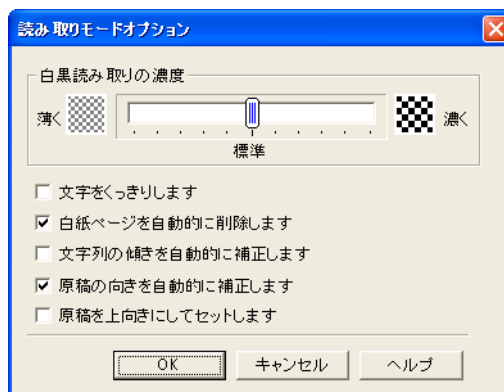 読み取りモードオプション
白黒読み取りの濃度
薄く 濃く
標準
文字をくっきりします
白紙ページを自動的に削除します
文字列の傾きを自動的に補正します
原稿の向きを自動的に補正します
原稿を上向きにしてセットします
OK キャンセル ヘルプ